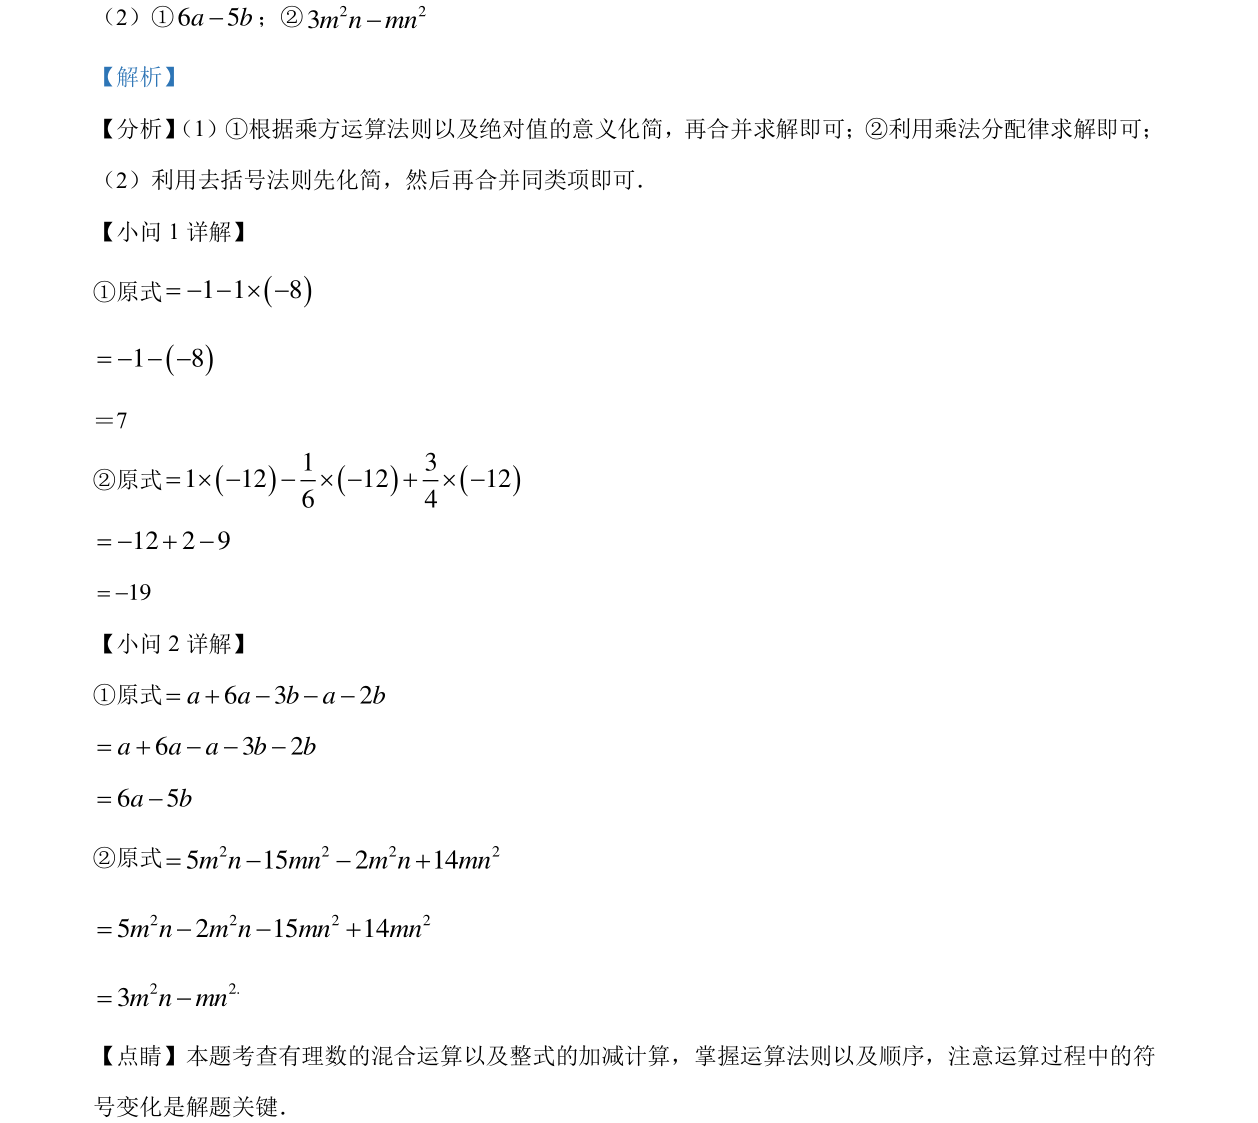 （2）①6a－5b；②3m²n－mn²
【解析】
【分析】（1）①根据乘方运算法则以及绝对值的意义化简，再合并求解即可；②利用乘法分配律求解即可；
（2）利用去括号法则先化简，然后再合并同类项即可．
【小问 1 详解】
①原式=−1−1×(−8)
=−1−(−8)
＝7
②原式=1×(−12)−1/6×(−12)+3/4×(−12)
=−12+2−9
=−19
【小问 2 详解】
①原式=a+6a−3b−a−2b
=a+6a−a−3b−2b
=6a−5b
②原式=5m²n−15mn²−2m²n+14mn²
=5m²n−2m²n−15mn²+14mn²
=3m²n−mn².
【点睛】本题考查有理数的混合运算以及整式的加减计算，掌握运算法则以及顺序，注意运算过程中的符
号变化是解题关键．